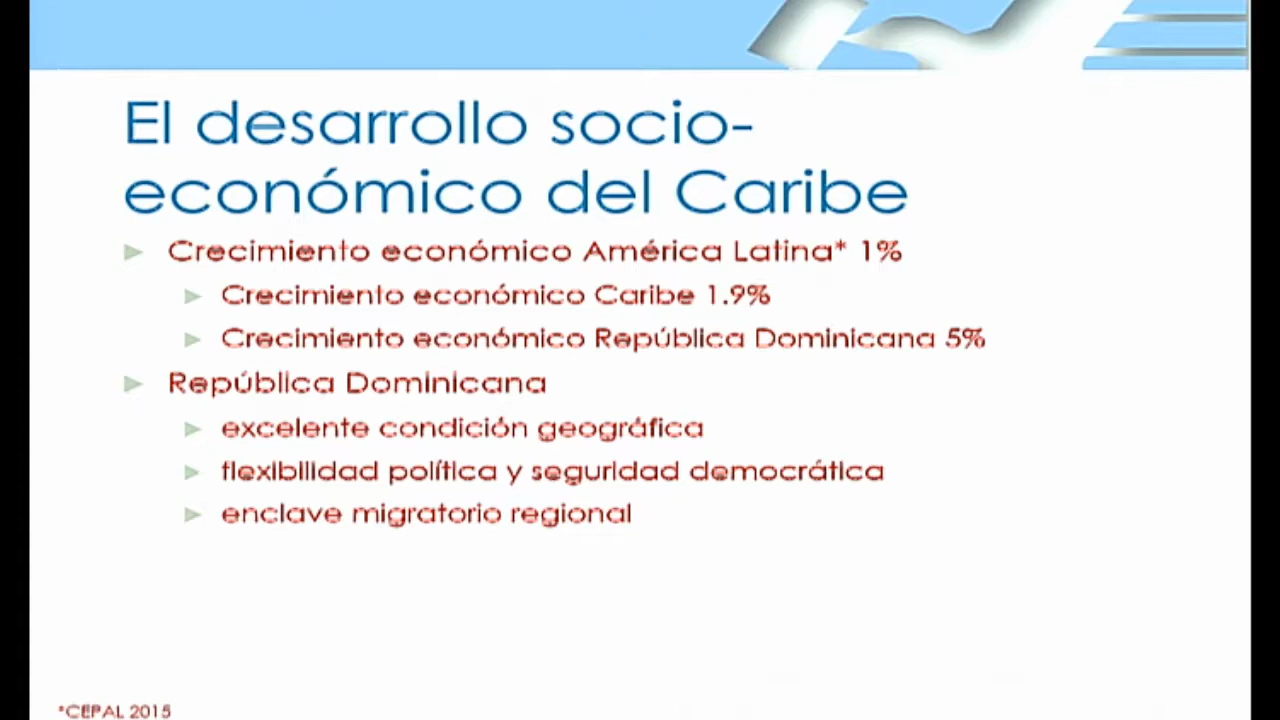 El desarrollo socio-
económico del Caribe
Crecimiento económico América Latina* 1%
Crecimiento económico Caribe 1.9%
Crecimiento económico República Dominicana 5%
República Dominicana
excelente condición geográfica
flexibilidad política y seguridad democrática
enclave migratorio regional
*CEPAL 2015